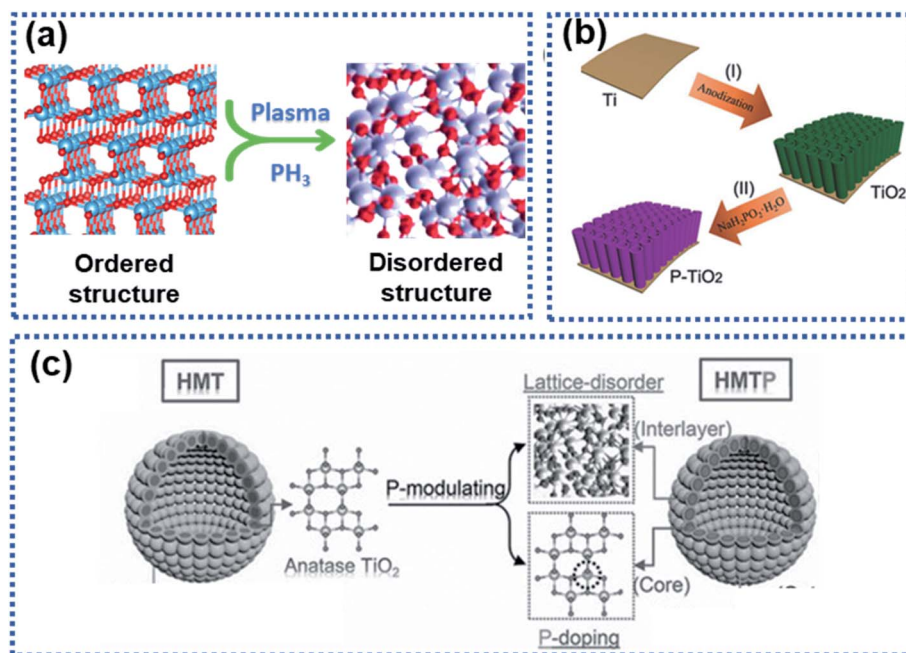 (a)
Plasma
PH₃
Ordered
structure
Disordered
structure
(b)
Ti
(I)
Anodization
TiO₂
(II)
NaH₂PO₂·H₂O
P-TiO₂
(c)
HMT
Anatase TiO₂
P-modulating
Lattice-disorder
(Interlayer)
HMTP
(Core)
P-doping